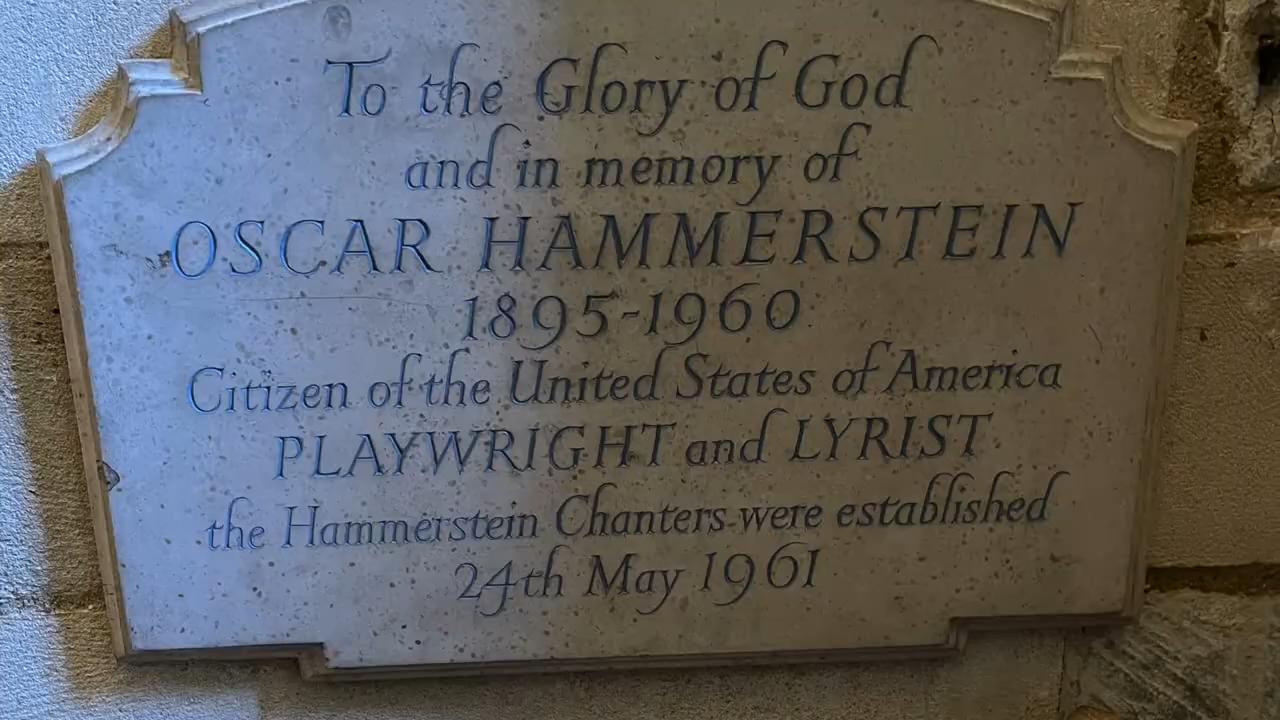 To the Glory of God
and in memory of
OSCAR HAMMERSTEIN
1895-1960
Citizen of the United States of America
PLAYWRIGHT and LYRIST
the Hammerstein Chanters were established
24th May 1961